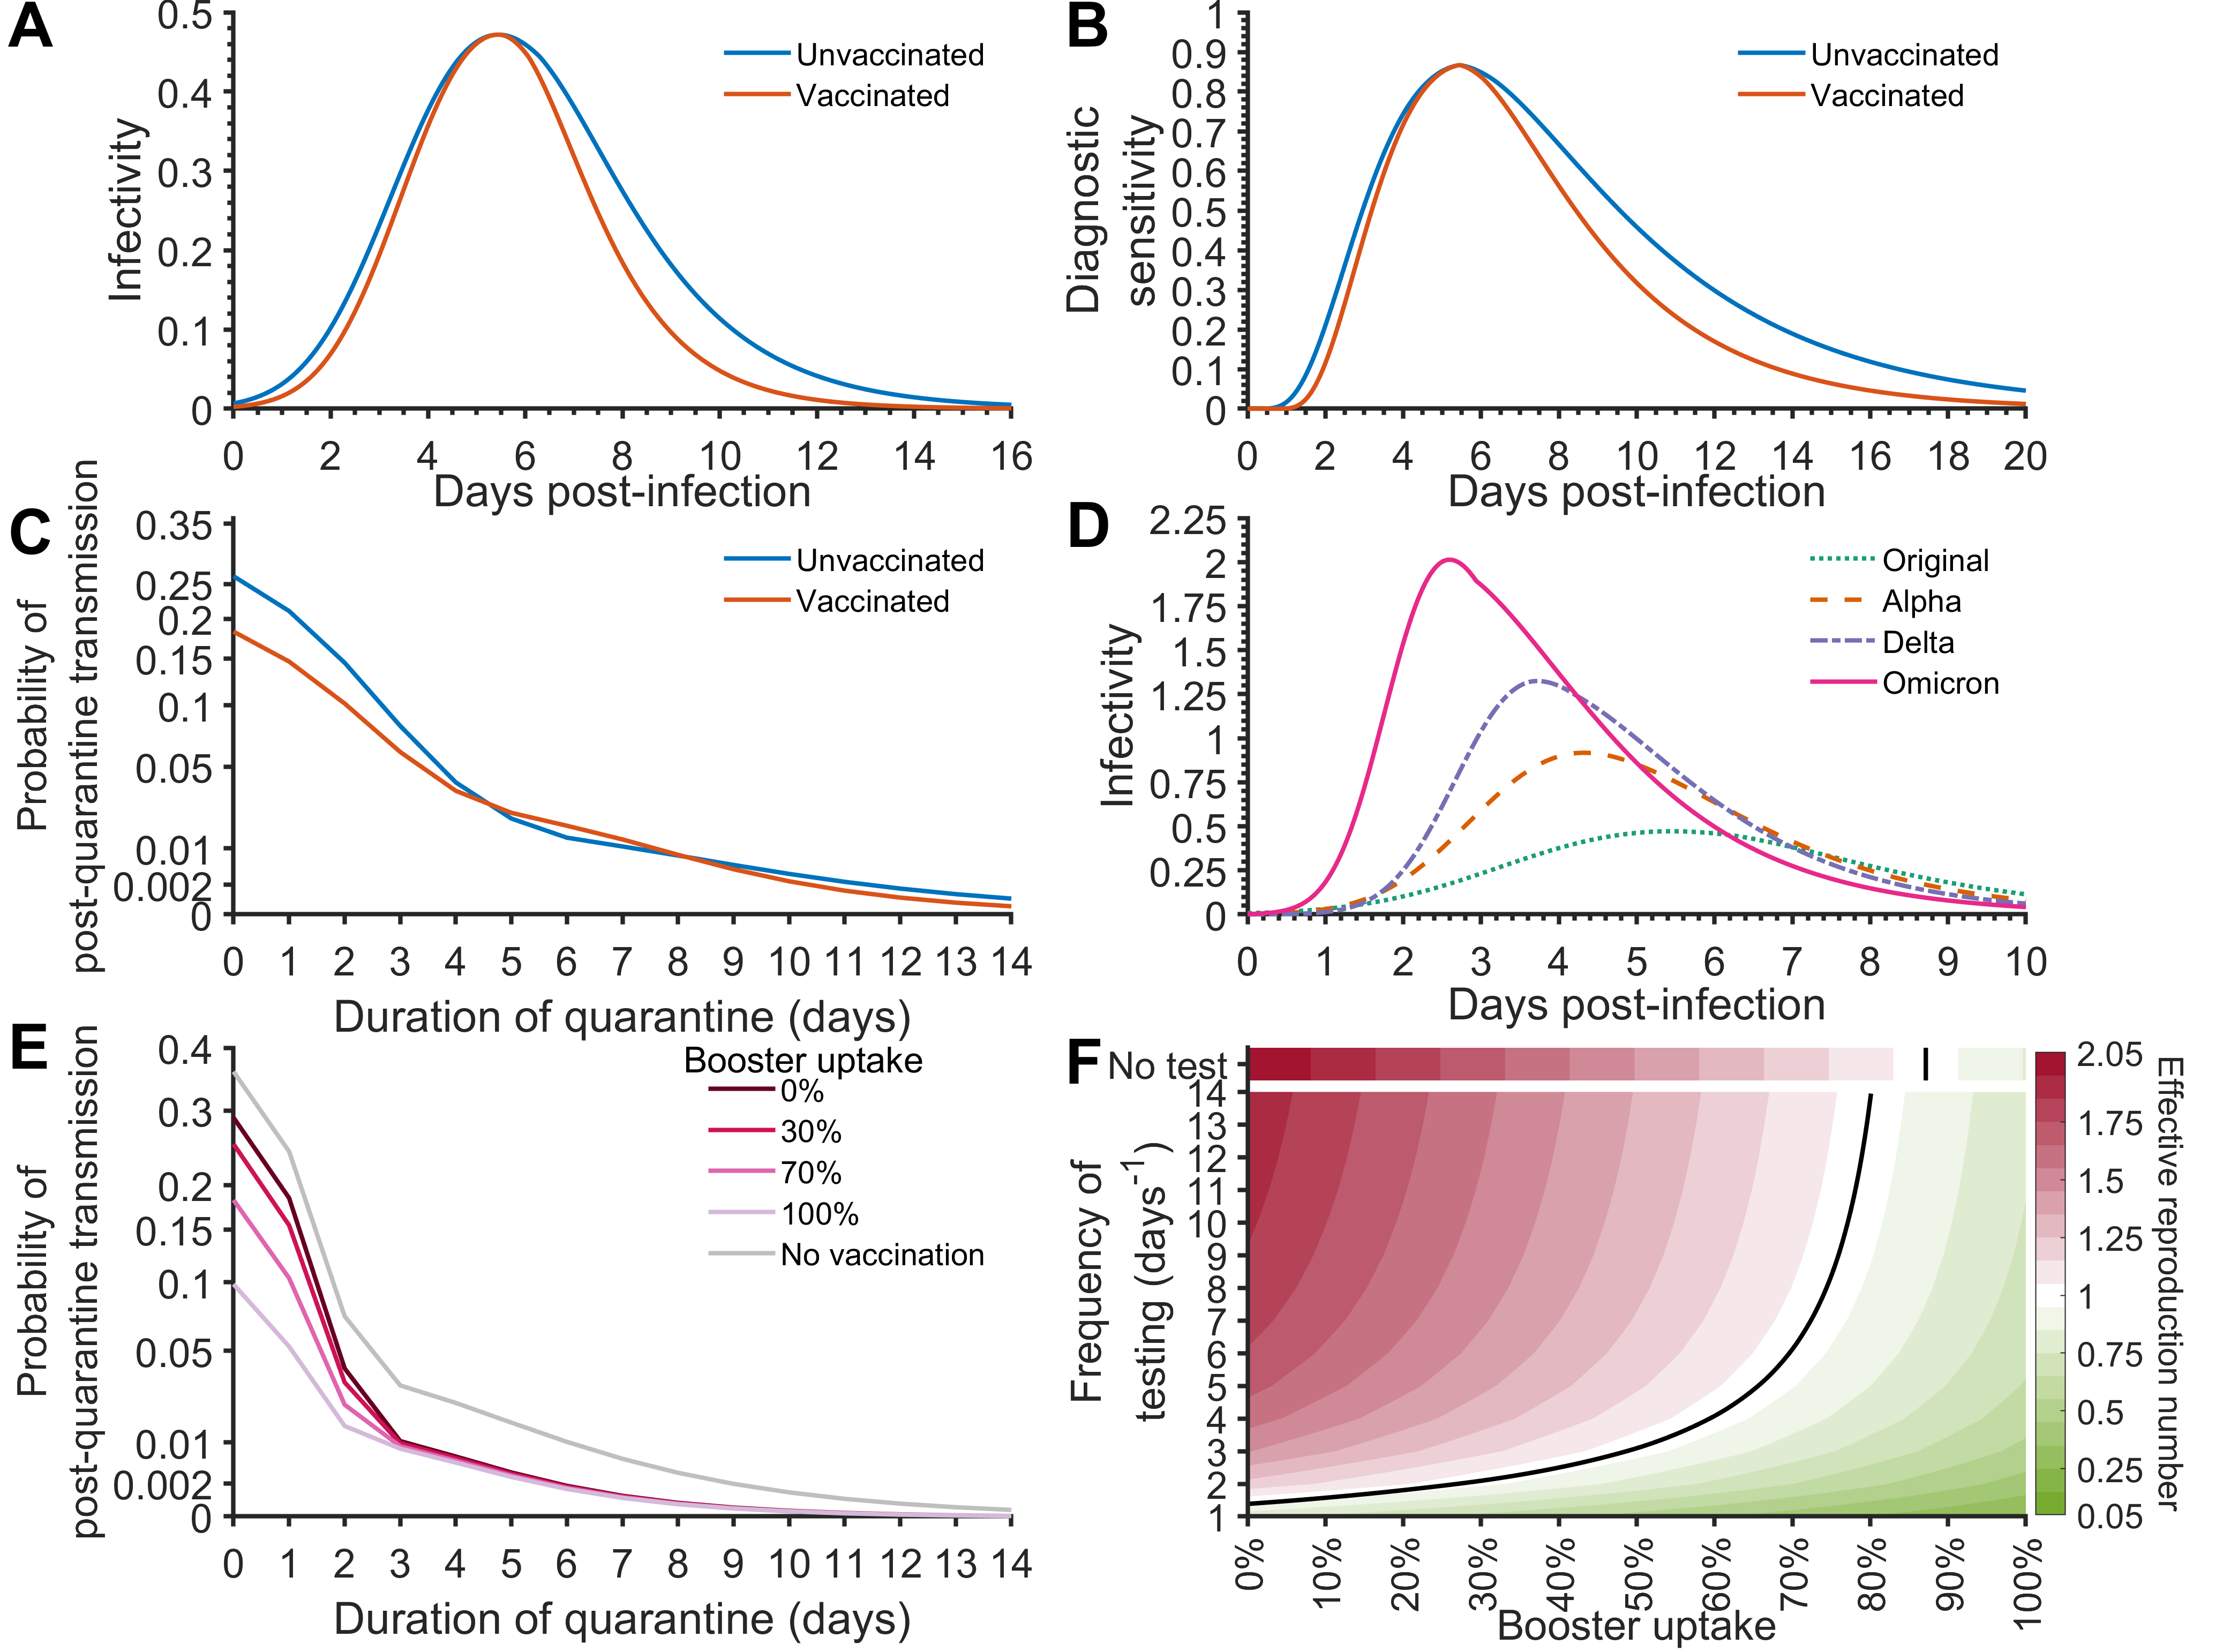 A
0.5
0.4
0.3
0.2
0.1
0
Infectivity
Unvaccinated
Vaccinated
0 2 4 6 8 10 12 14 16
Days post-infection
B
1
0.9
0.8
0.7
0.6
0.5
0.4
0.3
0.2
0.1
0
Diagnostic
sensitivity
Unvaccinated
Vaccinated
0 2 4 6 8 10 12 14 16 18 20
Days post-infection
C
0.35
0.25
0.2
0.15
0.1
0.05
0.01
0.002
0
Probability of
post-quarantine transmission
Unvaccinated
Vaccinated
0 1 2 3 4 5 6 7 8 9 10 11 12 13 14
Duration of quarantine (days)
D
2.25
2
1.75
1.5
1.25
1
0.75
0.5
0.25
0
Infectivity
Original
Alpha
Delta
Omicron
0 1 2 3 4 5 6 7 8 9 10
Days post-infection
E
0.4
0.3
0.2
0.15
0.1
0.05
0.01
0.002
0
Probability of
post-quarantine transmission
Booster uptake
0%
30%
70%
100%
No vaccination
0 1 2 3 4 5 6 7 8 9 10 11 12 13 14
Duration of quarantine (days)
F
No test
14
13
12
11
10
9
8
7
6
5
4
3
2
1
Frequency of
testing (days⁻¹)
0% 10% 20% 30% 40% 50% 60% 70% 80% 90% 100%
Booster uptake
2.05
1.75
1.5
1.25
1
0.75
0.5
0.25
0.05
Effective reproduction number